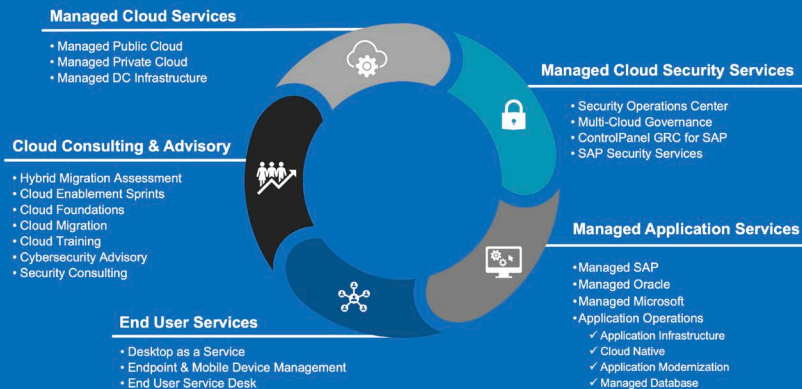 Managed Cloud Services
• Managed Public Cloud
• Managed Private Cloud
• Managed DC Infrastructure
Managed Cloud Security Services
• Security Operations Center
• Multi-Cloud Governance
• ControlPanel GRC for SAP
• SAP Security Services
Cloud Consulting & Advisory
• Hybrid Migration Assessment
• Cloud Enablement Sprints
• Cloud Foundations
• Cloud Migration
• Cloud Training
• Cybersecurity Advisory
• Security Consulting
Managed Application Services
• Managed SAP
• Managed Oracle
• Managed Microsoft
• Application Operations
✓ Application Infrastructure
✓ Cloud Native
✓ Application Modernization
✓ Managed Database
End User Services
• Desktop as a Service
• Endpoint & Mobile Device Management
• End User Service Desk